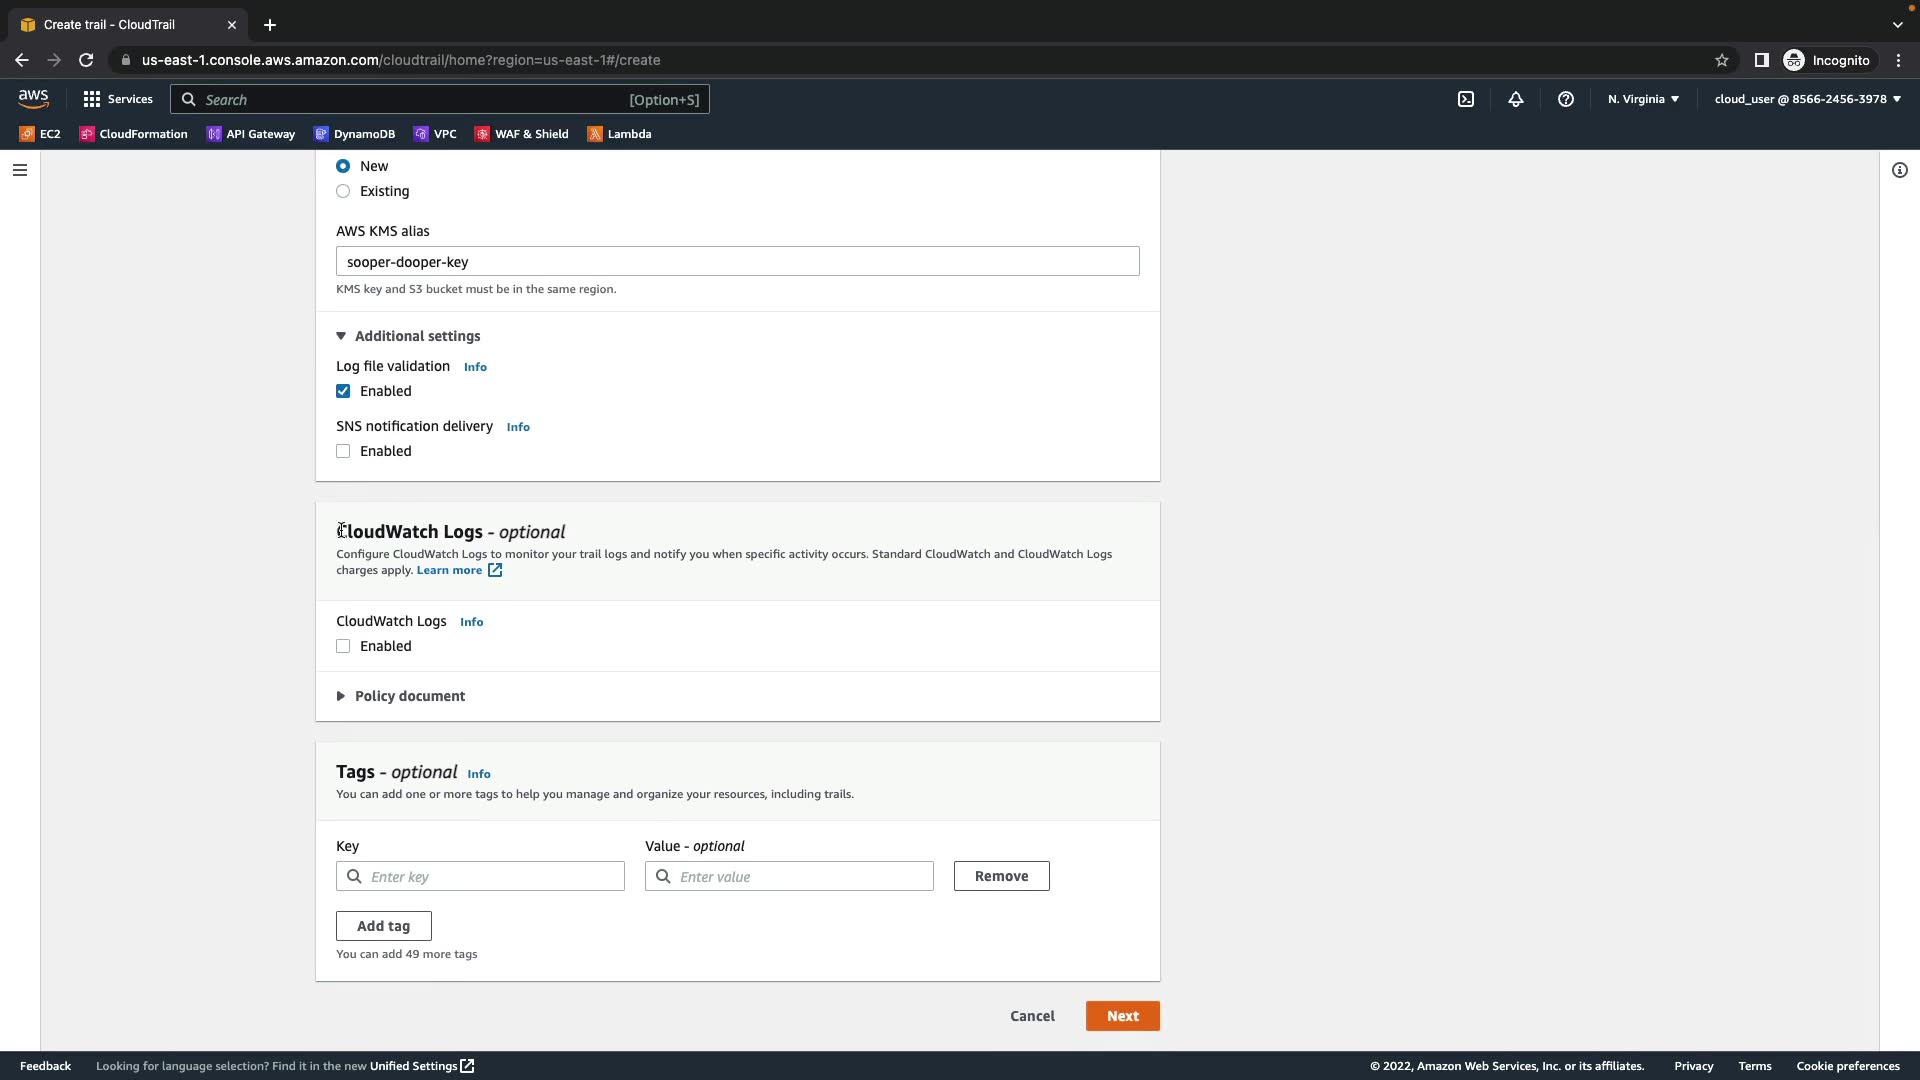 Create trail - CloudTrail
us-east-1.console.aws.amazon.com/cloudtrail/home?region=us-east-1#/create
Incognito
aws
Services
Search
[Option+S]
N. Virginia
cloud_user @ 8566-2456-3978
EC2
CloudFormation
API Gateway
DynamoDB
VPC
WAF & Shield
Lambda
New
Existing
AWS KMS alias
sooper-dooper-key
KMS key and S3 bucket must be in the same region.
Additional settings
Log file validation Info
Enabled
SNS notification delivery Info
Enabled
CloudWatch Logs - optional
Configure CloudWatch Logs to monitor your trail logs and notify you when specific activity occurs. Standard CloudWatch and CloudWatch Logs
charges apply. Learn more
CloudWatch Logs Info
Enabled
Policy document
Tags - optional Info
You can add one or more tags to help you manage and organize your resources, including trails.
Key
Value - optional
Enter key
Enter value
Remove
Add tag
You can add 49 more tags
Cancel
Next
Feedback
Looking for language selection? Find it in the new Unified Settings
© 2022, Amazon Web Services, Inc. or its affiliates.
Privacy
Terms
Cookie preferences